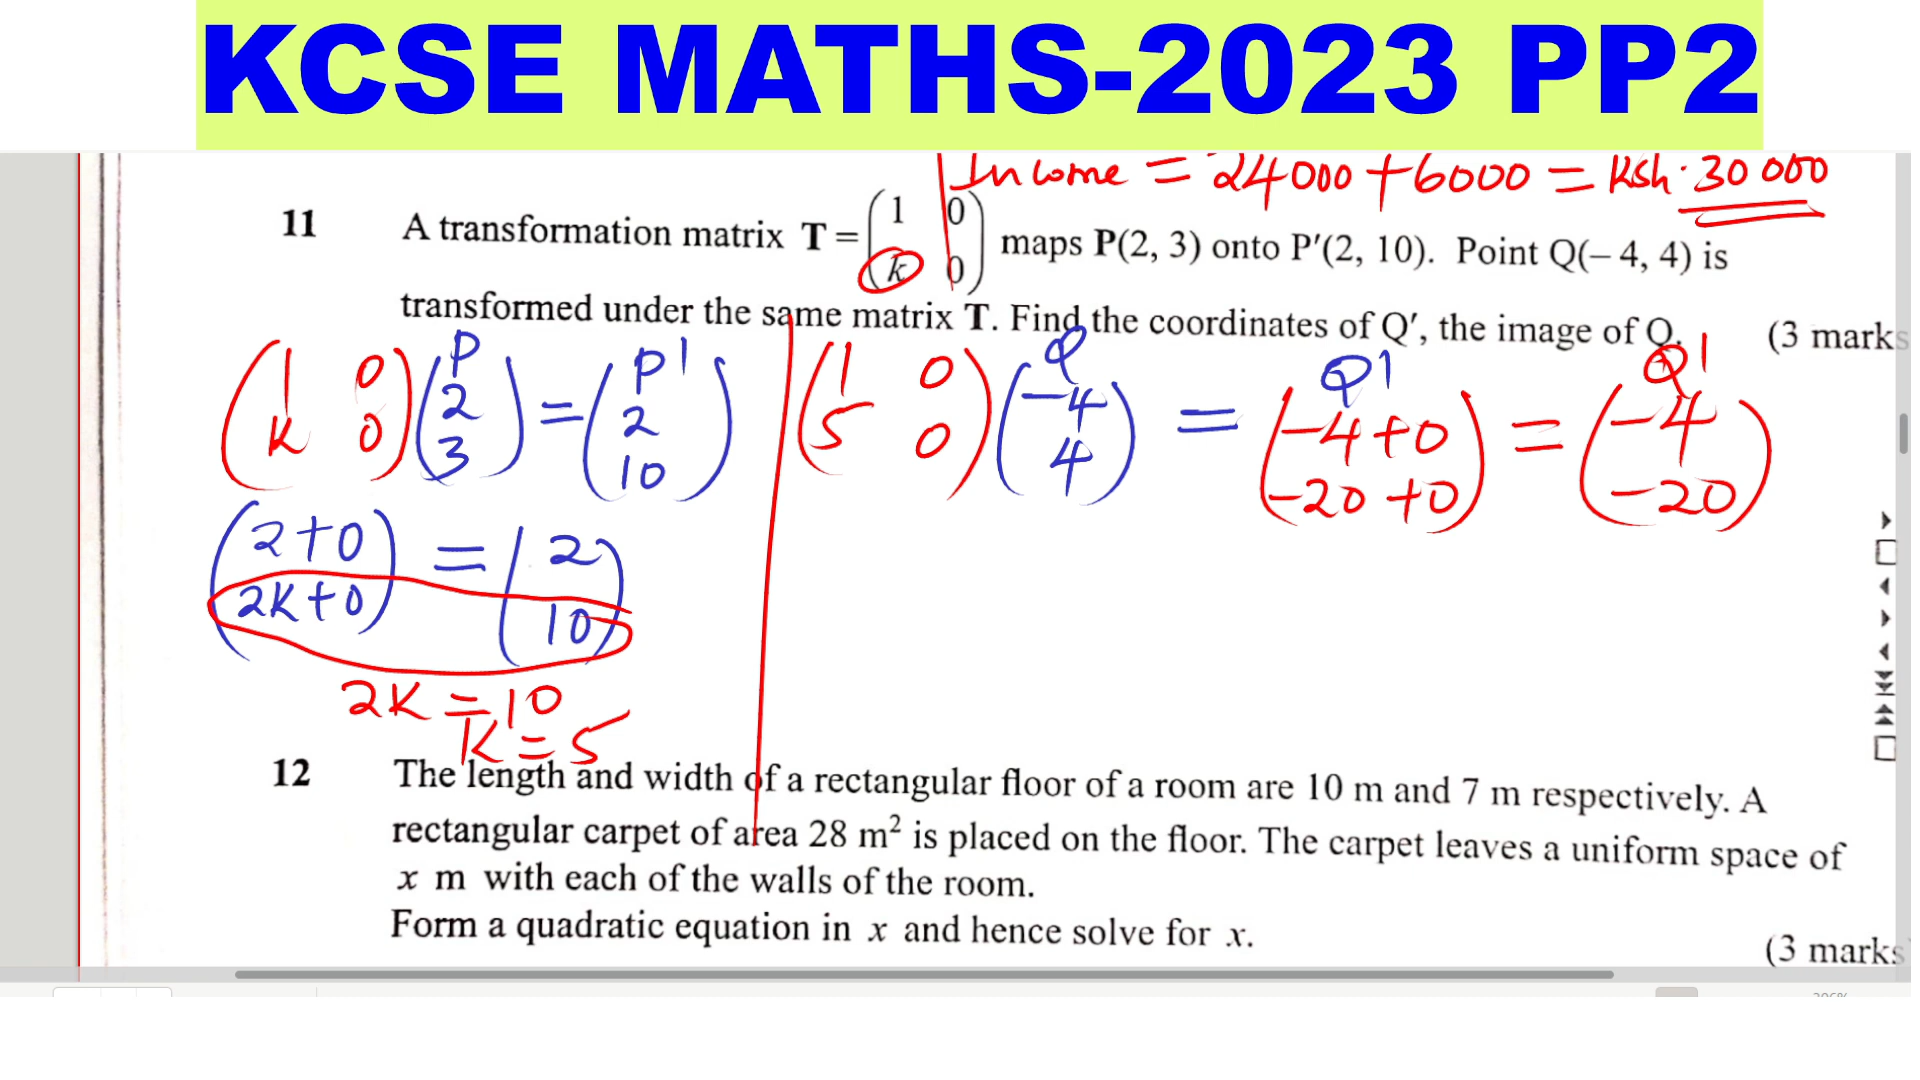 KCSE MATHS-2023 PP2
Income = 24000 + 6000 = Ksh. 30 000
11 A transformation matrix T = (1 0
k 0) maps P(2, 3) onto P′(2, 10). Point Q(– 4, 4) is
transformed under the same matrix T. Find the coordinates of Q′, the image of Q. (3 marks
P P' Q Q' Q'
(1 0) (2) = (2) (1 0) (-4) = (-4+0) = (-4)
(k 0) (3) (10) (5 0) (4) (-20+0) (-20)
(2+0) = (2)
(2k+0) (10)
2k = 10
k = 5
12 The length and width of a rectangular floor of a room are 10 m and 7 m respectively. A
rectangular carpet of area 28 m² is placed on the floor. The carpet leaves a uniform space of
x m with each of the walls of the room.
Form a quadratic equation in x and hence solve for x.
(3 marks